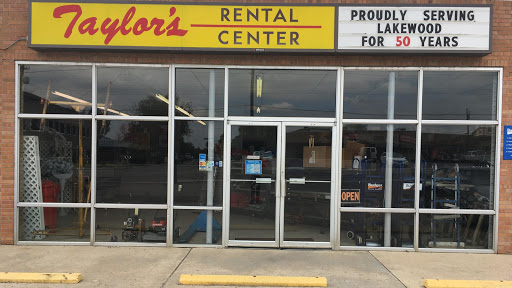 Taylor's
RENTAL
CENTER
PROUDLY SERVING
LAKEWOOD
FOR 50 YEARS
OPEN